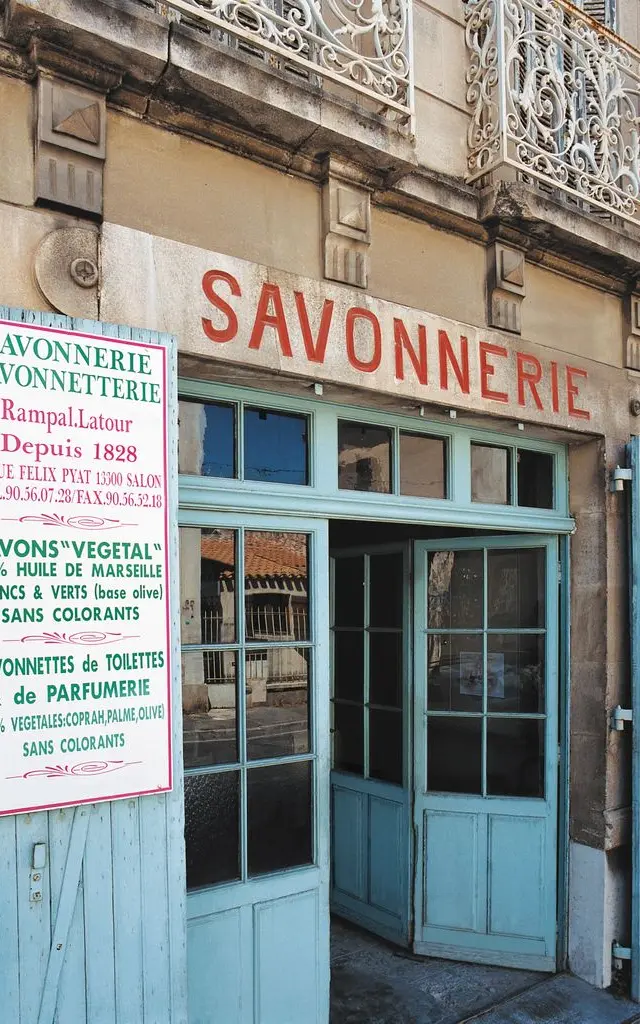 SAVONNERIE
AVONNERIE
VONNETTERIE
Rampal.Latour
Depuis 1828
UE FELIX PYAT 13300 SALON
L.90.56.07.28/FAX.90.56.52.18
VONS"VEGETAL"
% HUILE DE MARSEILLE
NCS & VERTS (base olive)
SANS COLORANTS
VONNETTES de TOILETTES
& de PARFUMERIE
% VEGETALES:COPRAH,PALME,OLIVE)
SANS COLORANTS